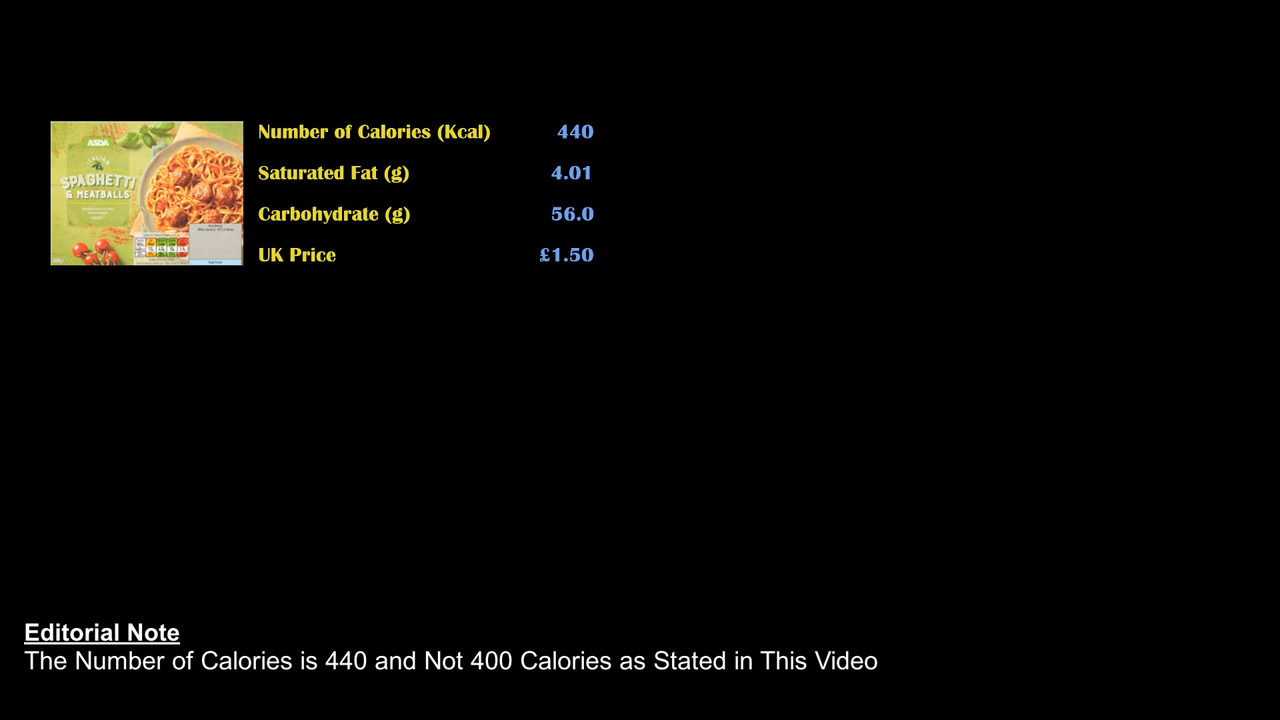 ASDA
ITALIAN
SPAGHETTI
& MEATBALLS
Number of Calories (Kcal) 440
Saturated Fat (g) 4.01
Carbohydrate (g) 56.0
UK Price £1.50
Editorial Note
The Number of Calories is 440 and Not 400 Calories as Stated in This Video